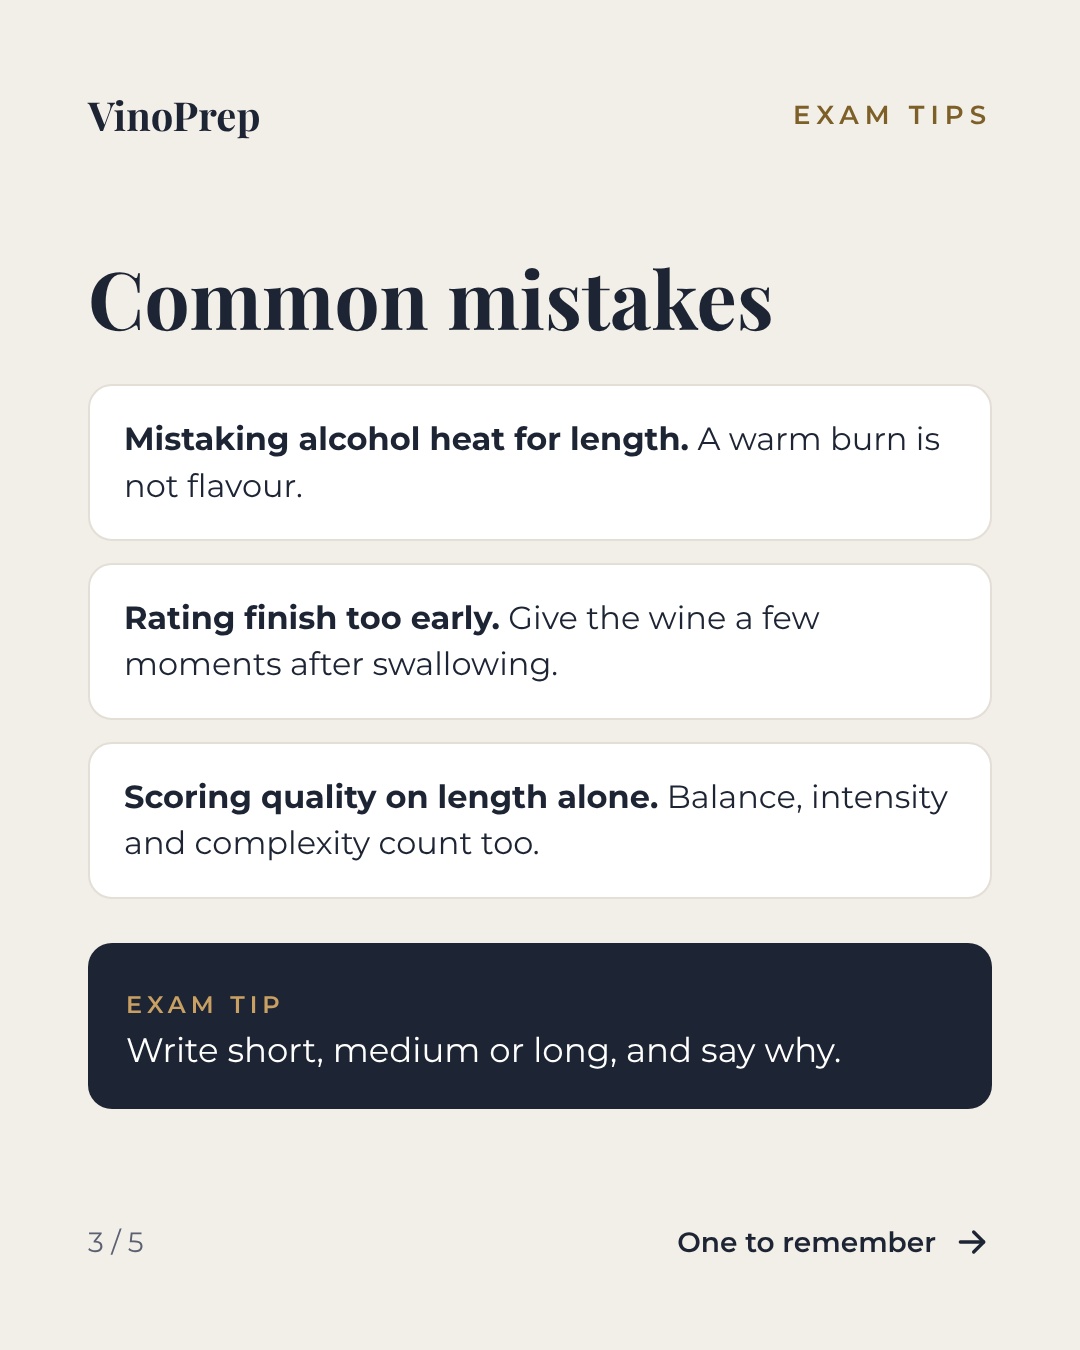 VinoPrep
EXAM TIPS
Common mistakes
Mistaking alcohol heat for length. A warm burn is
not flavour.
Rating finish too early. Give the wine a few
moments after swallowing.
Scoring quality on length alone. Balance, intensity
and complexity count too.
EXAM TIP
Write short, medium or long, and say why.
3 / 5
One to remember →